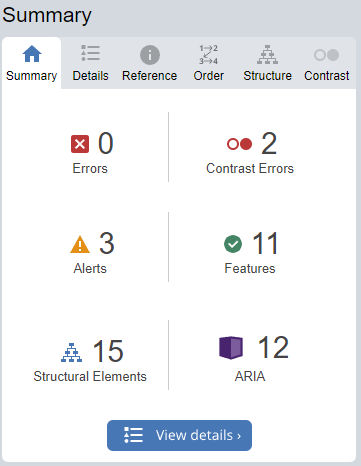 Summary
Summary Details Reference Order Structure Contrast
0 2
Errors Contrast Errors
3 11
Alerts Features
15 12
Structural Elements ARIA
View details ›